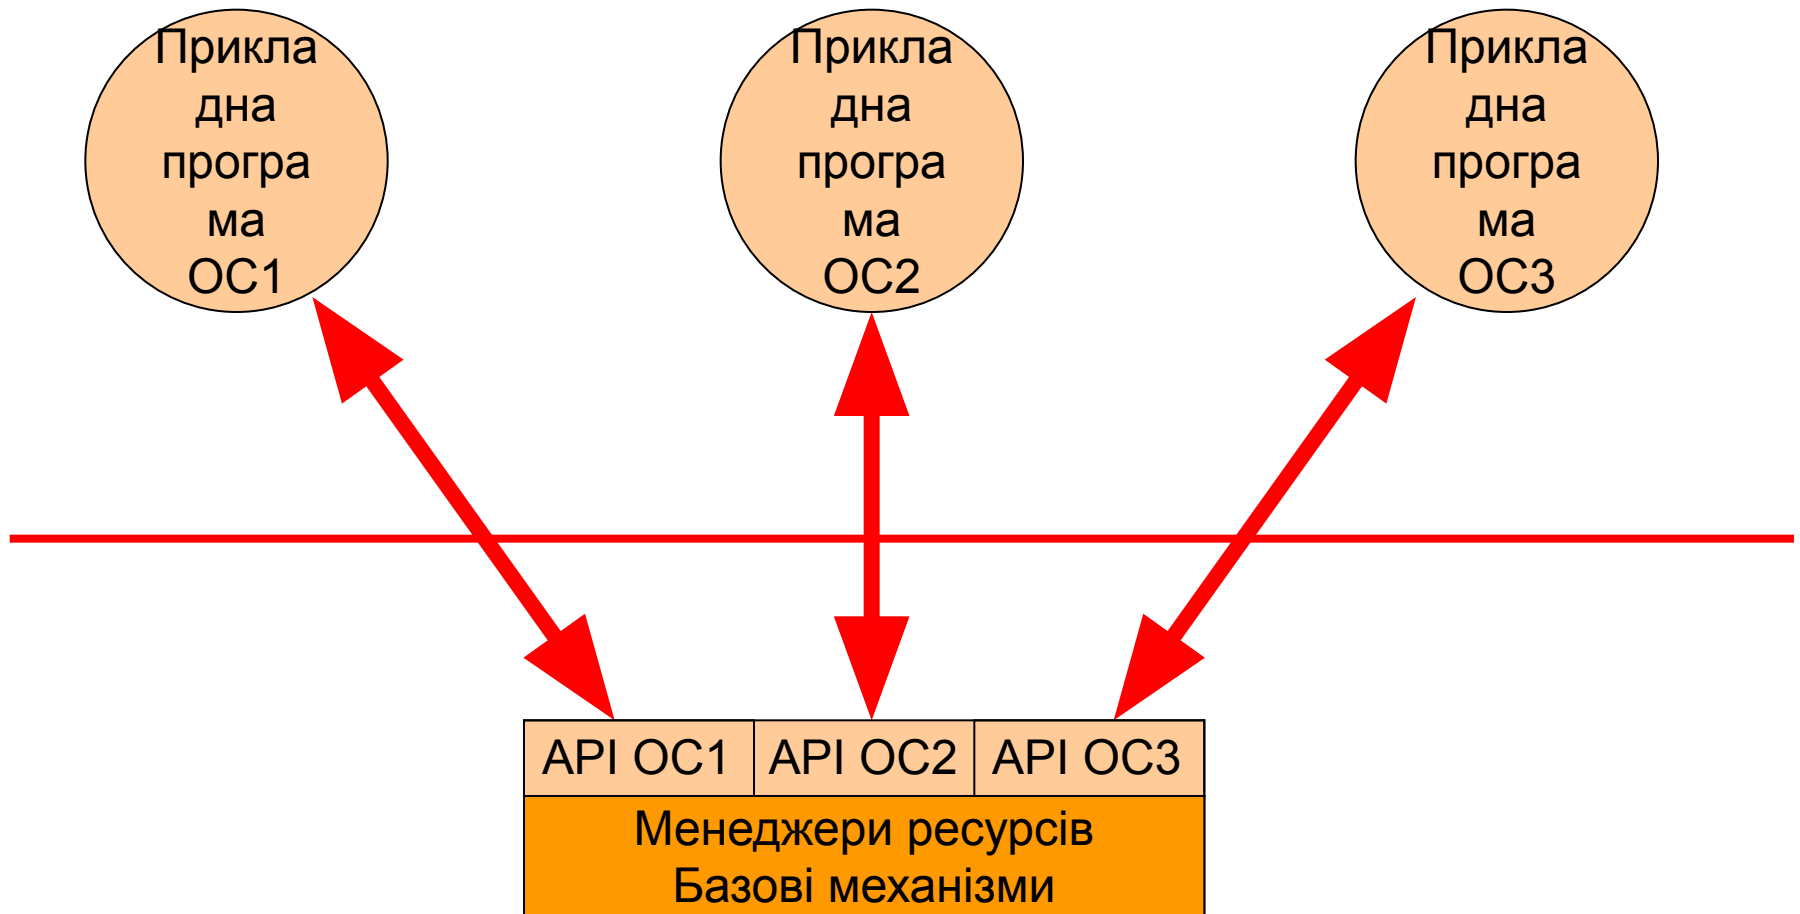 Прикла
дна
програ
ма
ОС1
Прикла
дна
програ
ма
ОС2
Прикла
дна
програ
ма
ОС3
API ОС1
API ОС2
API ОС3
Менеджери ресурсів
Базові механізми